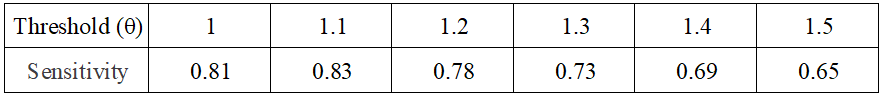 Threshold (θ) 1 1.1 1.2 1.3 1.4 1.5
Sensitivity 0.81 0.83 0.78 0.73 0.69 0.65